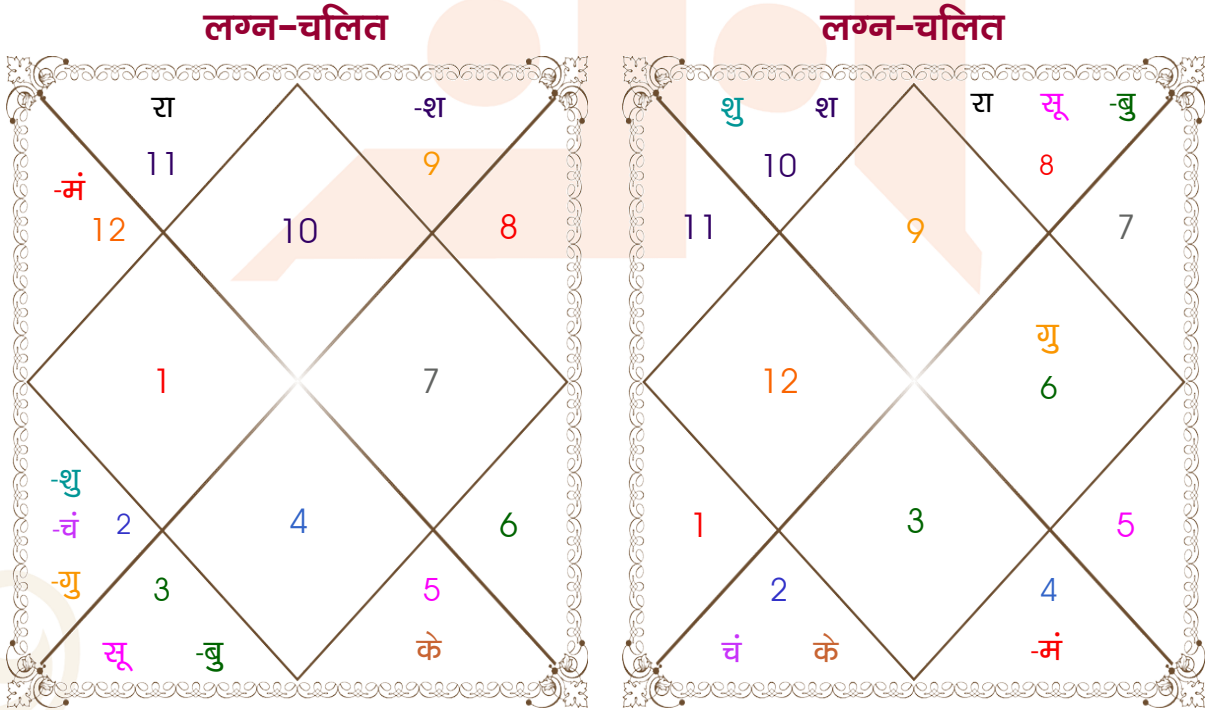 लग्न-चलित
रा
-श
11
9
-मं
12
10
8
1
7
-शु
-चं
2
4
6
-गु
3
5
सू
-बु
के
लग्न-चलित
शु
श
रा
सू
-बु
10
8
11
9
7
गु
12
6
1
3
5
2
4
चं
के
-मं